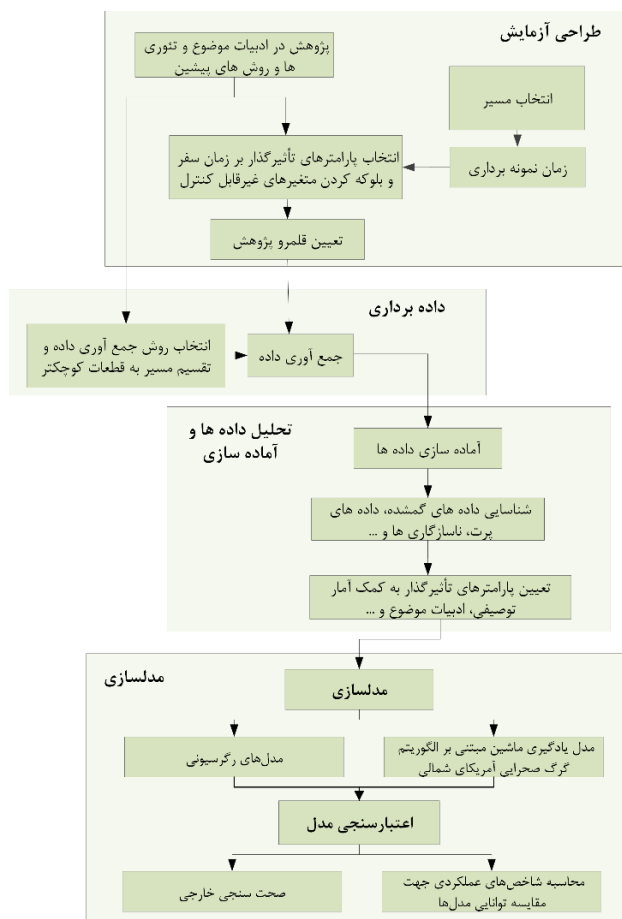 طراحی آزمایش
پژوهش در ادبیات موضوع و تئوری
ها و روش های پیشین
انتخاب مسیر
زمان نمونه برداری
انتخاب پارامترهای تأثیرگذار بر زمان سفر
و بلوکه کردن متغیرهای غیرقابل کنترل
تعیین قلمرو پژوهش
داده برداری
انتخاب روش جمع آوری داده و
تقسیم مسیر به قطعات کوچکتر
جمع آوری داده
تحلیل داده ها و
آماده سازی
آماده سازی داده ها
شناسایی داده های گمشده، داده های
پرت، ناسازگاری ها و ...
تعیین پارامترهای تأثیرگذار به کمک آمار
توصیفی، ادبیات موضوع و ...
مدلسازی
مدلسازی
مدل یادگیری ماشین مبتنی بر الگوریتم
گرگ صحرایی آمریکای شمالی
مدل‌های رگرسیونی
اعتبارسنجی مدل
محاسبه شاخص‌های عملکردی جهت
مقایسه توانایی مدل‌ها
صحت سنجی خارجی